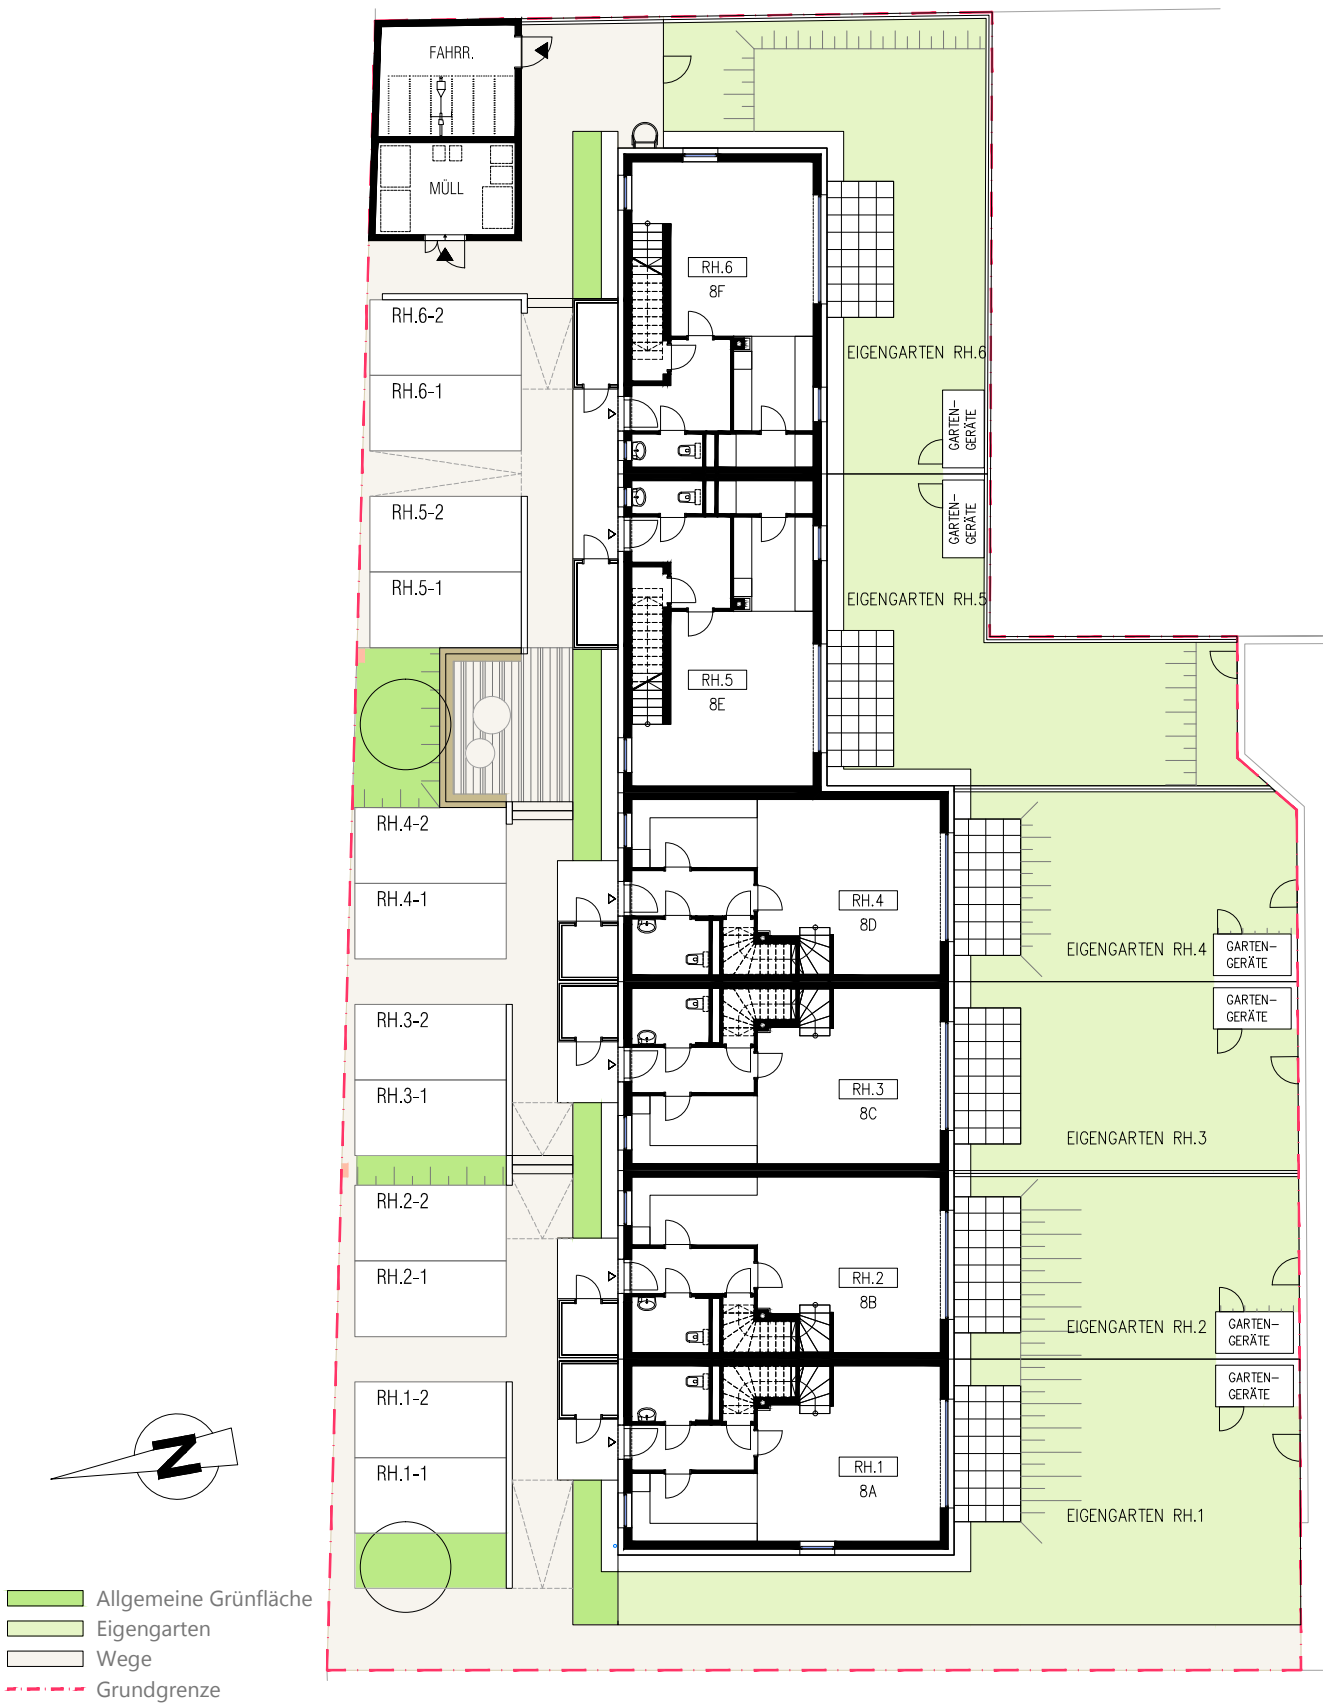 FAHRR.
MÜLL
RH.6
8F
RH.6-2
RH.6-1
EIGENGARTEN RH.6
GARTEN-
GERÄTE
RH.5-2
RH.5-1
GARTEN-
GERÄTE
EIGENGARTEN RH.5
RH.5
8E
RH.4-2
RH.4-1
RH.4
8D
EIGENGARTEN RH.4
GARTEN-
GERÄTE
RH.3-2
RH.3-1
RH.3
8C
GARTEN-
GERÄTE
EIGENGARTEN RH.3
RH.2-2
RH.2-1
RH.2
8B
EIGENGARTEN RH.2
GARTEN-
GERÄTE
RH.1-2
RH.1-1
RH.1
8A
GARTEN-
GERÄTE
EIGENGARTEN RH.1
N
Allgemeine Grünfläche
Eigengarten
Wege
Grundgrenze